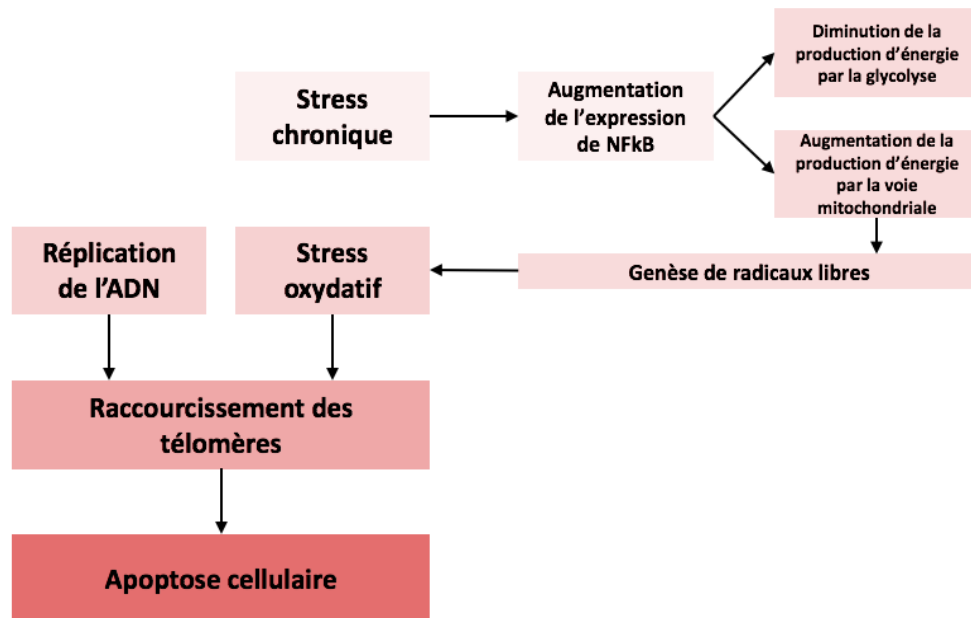 Stress
chronique
Augmentation
de l’expression
de NFkB
Diminution de la
production d’énergie
par la glycolyse
Augmentation de la
production d’énergie
par la voie
mitochondriale
Genèse de radicaux libres
Stress
oxydatif
Réplication
de l’ADN
Raccourcissement des
télomères
Apoptose cellulaire